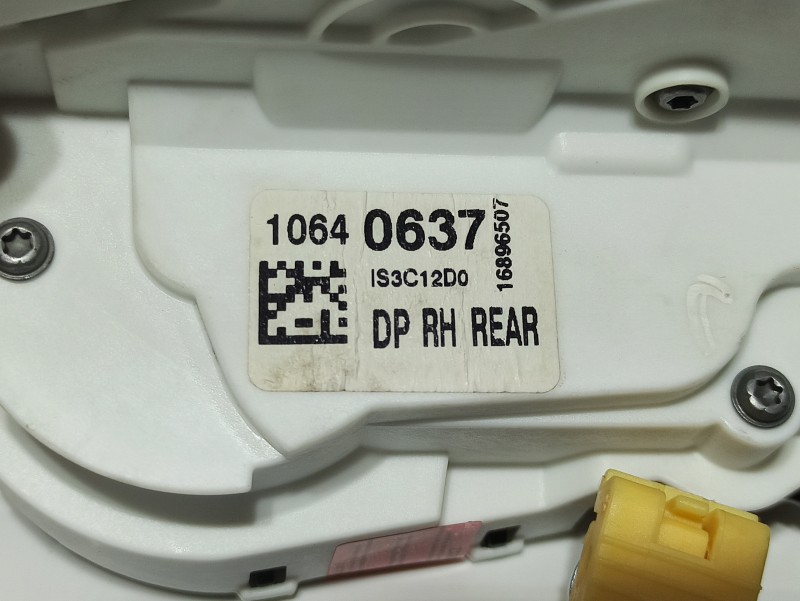 1064 0637
16896507
IS3C12D0
DP RH REAR